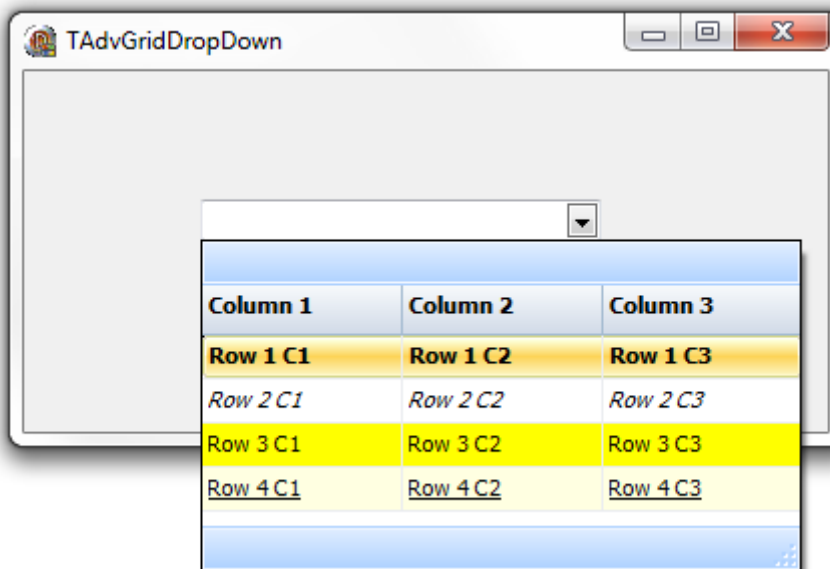 TAdvGridDropDown
Column 1 Column 2 Column 3
Row 1 C1 Row 1 C2 Row 1 C3
Row 2 C1 Row 2 C2 Row 2 C3
Row 3 C1 Row 3 C2 Row 3 C3
Row 4 C1 Row 4 C2 Row 4 C3